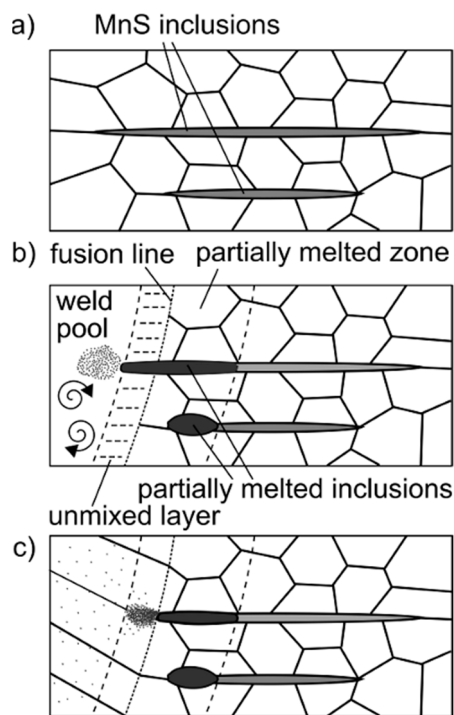 a)
MnS inclusions
b)
fusion line
partially melted zone
weld
pool
partially melted inclusions
unmixed layer
c)